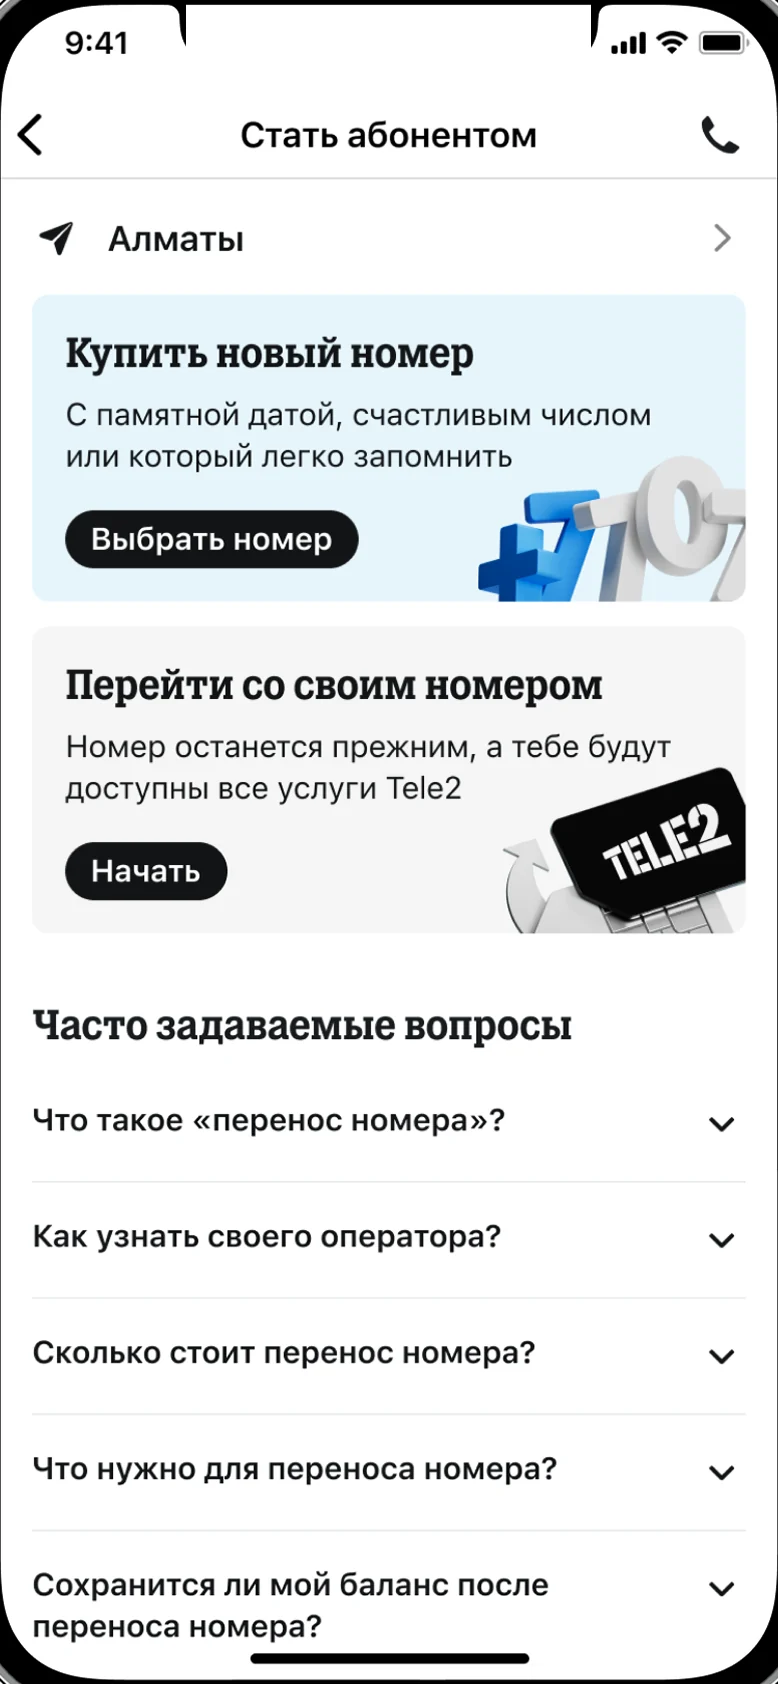 9:41
Стать абонентом
Алматы
Купить новый номер
С памятной датой, счастливым числом
или который легко запомнить
Выбрать номер
+7707
Перейти со своим номером
Номер останется прежним, а тебе будут
доступны все услуги Tele2
Начать
TELE2
Часто задаваемые вопросы
Что такое «перенос номера»?
Как узнать своего оператора?
Сколько стоит перенос номера?
Что нужно для переноса номера?
Сохранится ли мой баланс после
переноса номера?